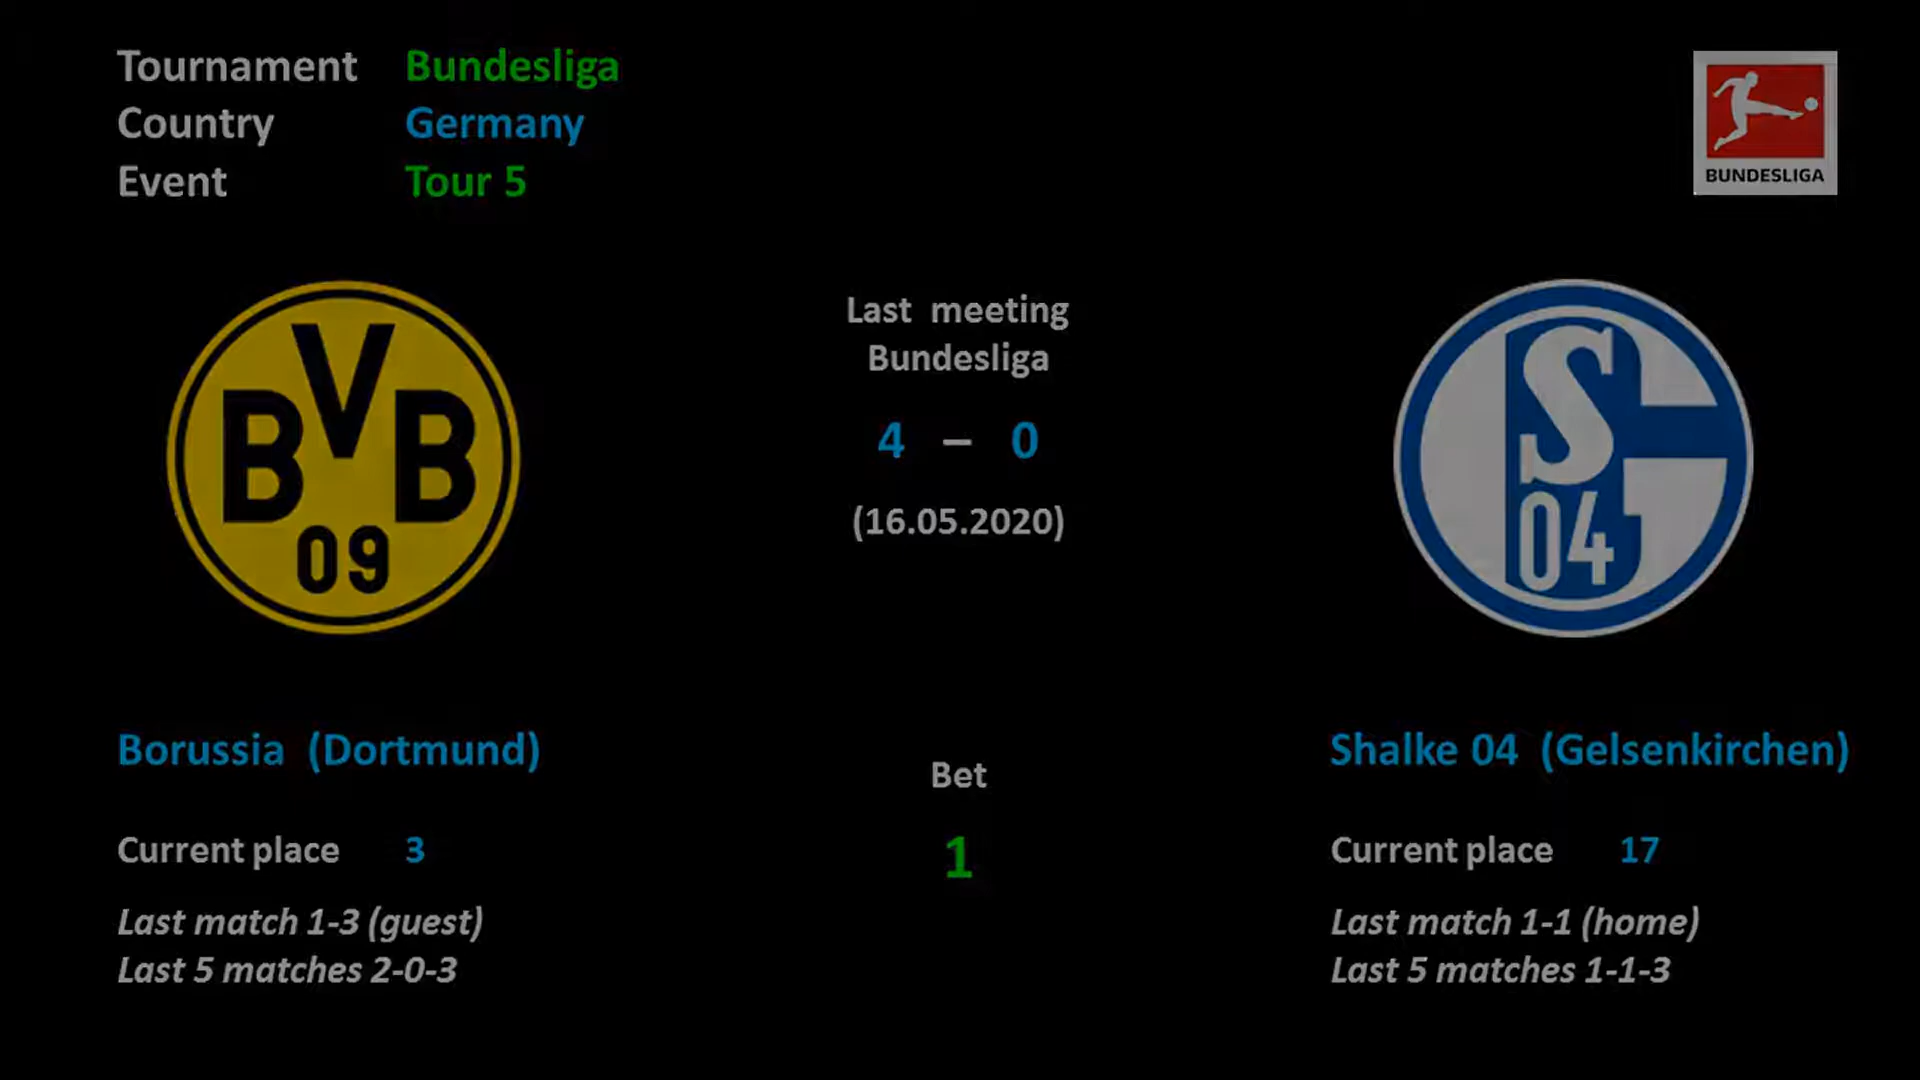 Tournament Bundesliga
Country Germany
Event Tour 5
BUNDESLIGA
Last meeting
Bundesliga
4 – 0
(16.05.2020)
BVB
09
S
04
Borussia (Dortmund)
Shalke 04 (Gelsenkirchen)
Bet
1
Current place 3
Last match 1-3 (guest)
Last 5 matches 2-0-3
Current place 17
Last match 1-1 (home)
Last 5 matches 1-1-3